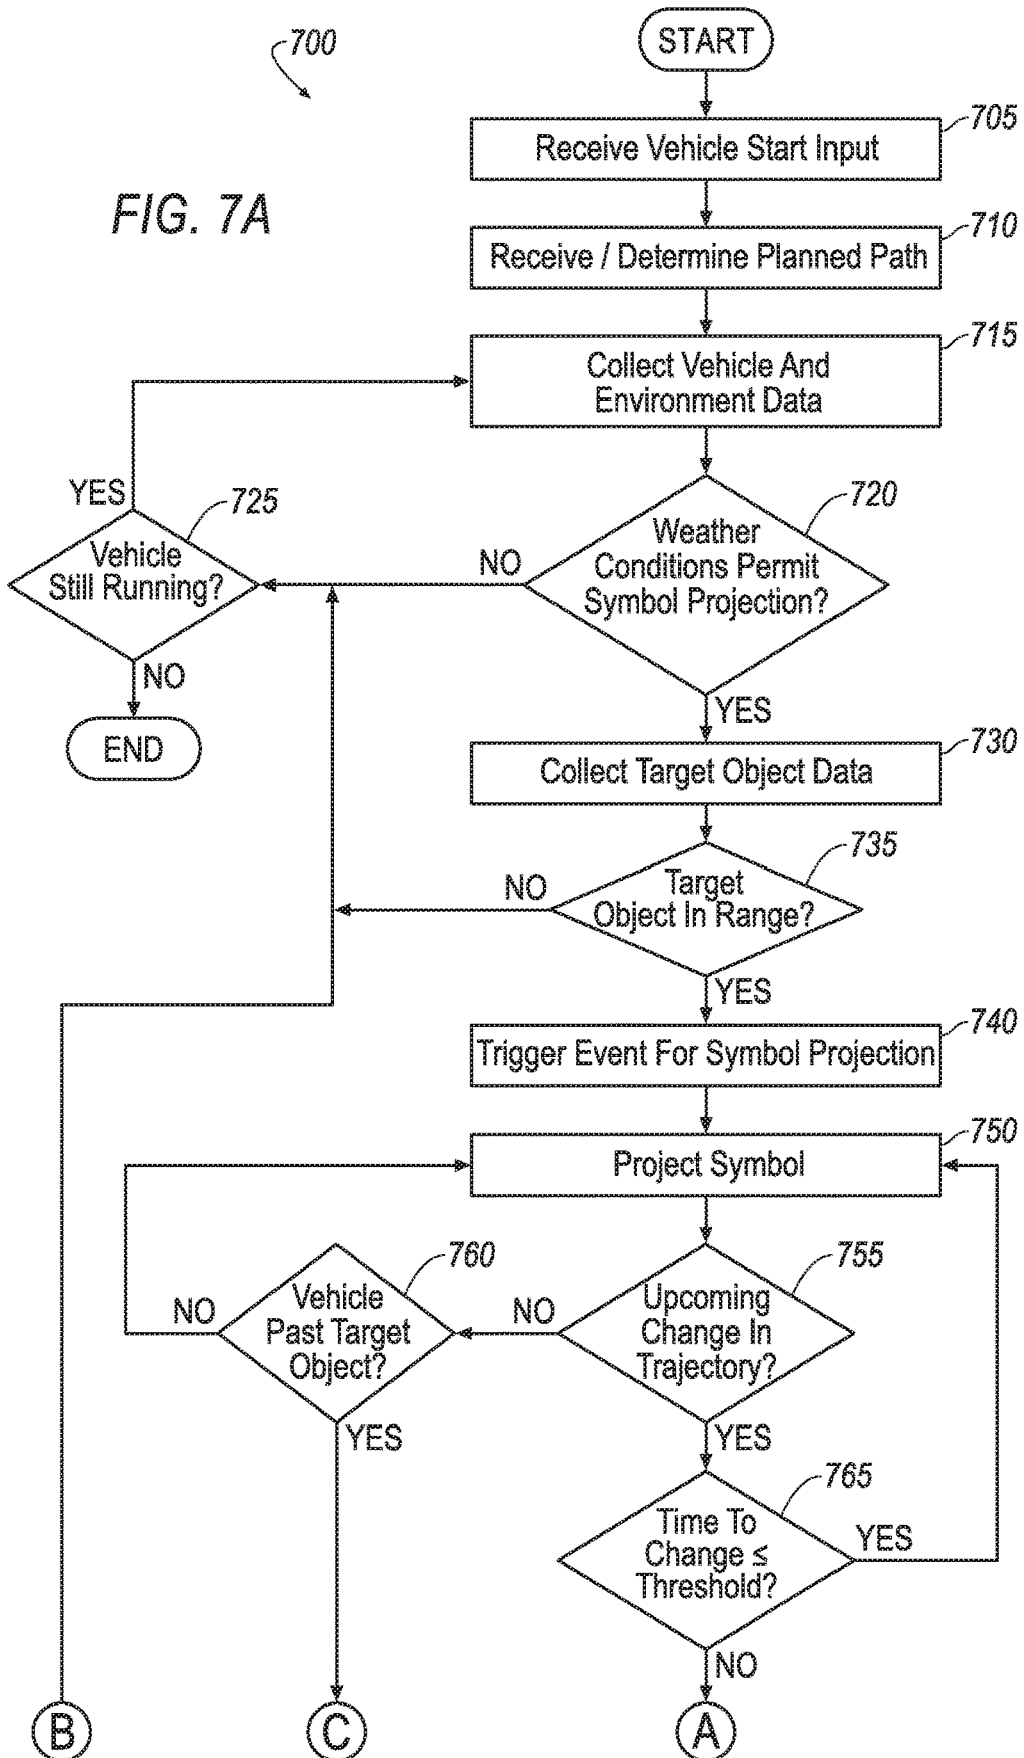 700
START
FIG. 7A
705
Receive Vehicle Start Input
710
Receive / Determine Planned Path
715
Collect Vehicle And
Environment Data
720
Weather
Conditions Permit
Symbol Projection?
NO
YES
YES
725
Vehicle
Still Running?
NO
END
730
Collect Target Object Data
735
Target
Object In Range?
NO
YES
740
Trigger Event For Symbol Projection
750
Project Symbol
755
Upcoming
Change In
Trajectory?
NO
YES
760
Vehicle
Past Target
Object?
NO
YES
765
Time To
Change ≤
Threshold?
YES
NO
B
C
A